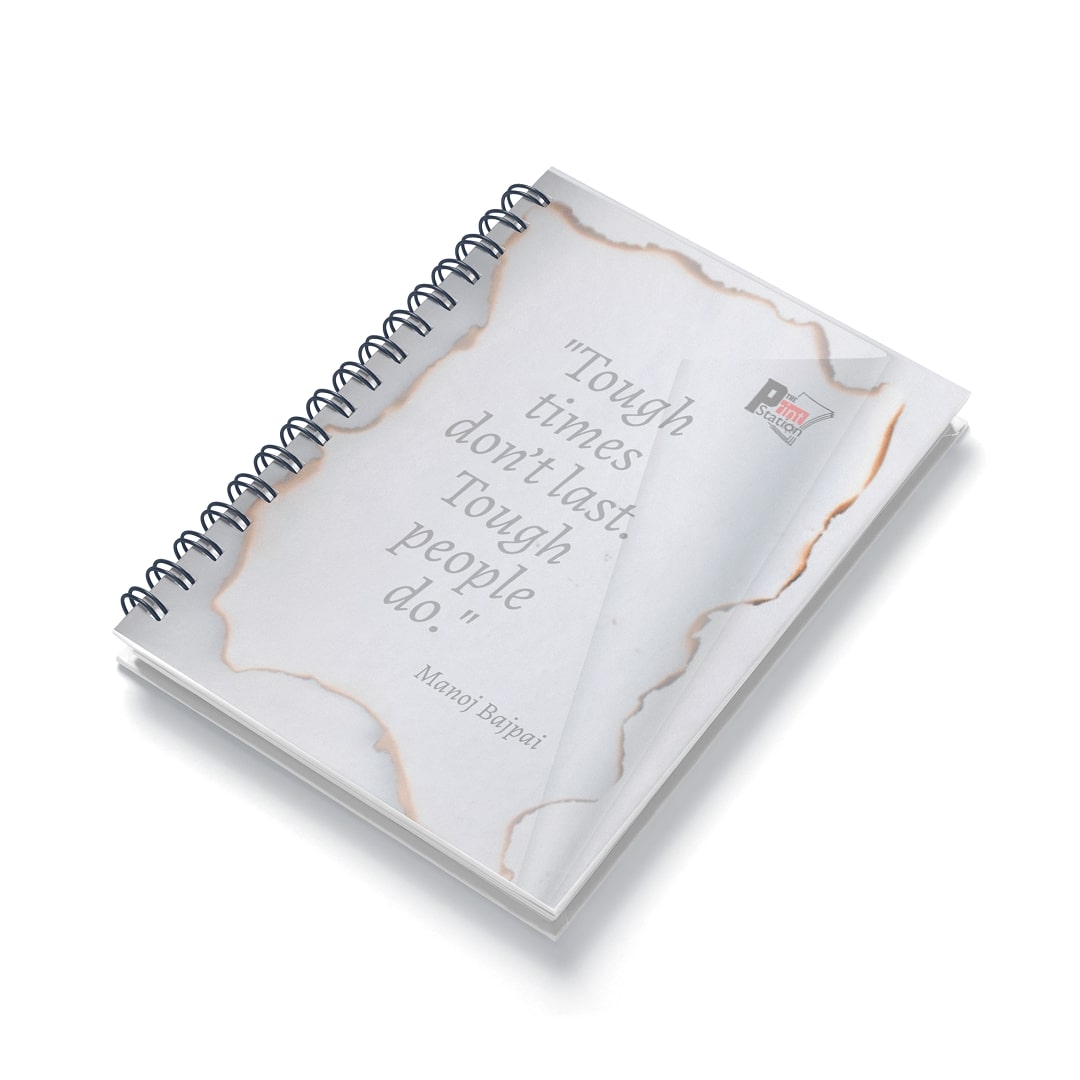 "Tough
times
don't last.
Tough
people
do."
Manoj Bajpai
THE
Print
Station